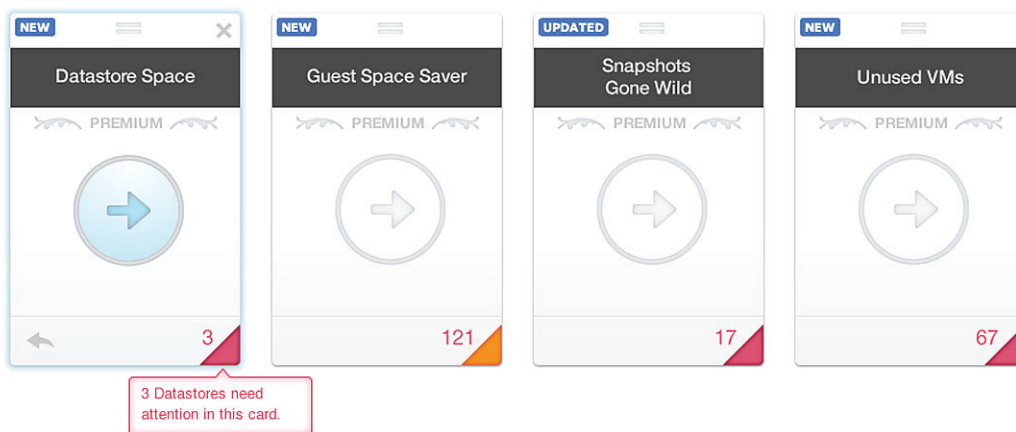 NEW
Datastore Space
PREMIUM
3
3 Datastores need
attention in this card.
NEW
Guest Space Saver
PREMIUM
121
UPDATED
Snapshots
Gone Wild
PREMIUM
17
NEW
Unused VMs
PREMIUM
67